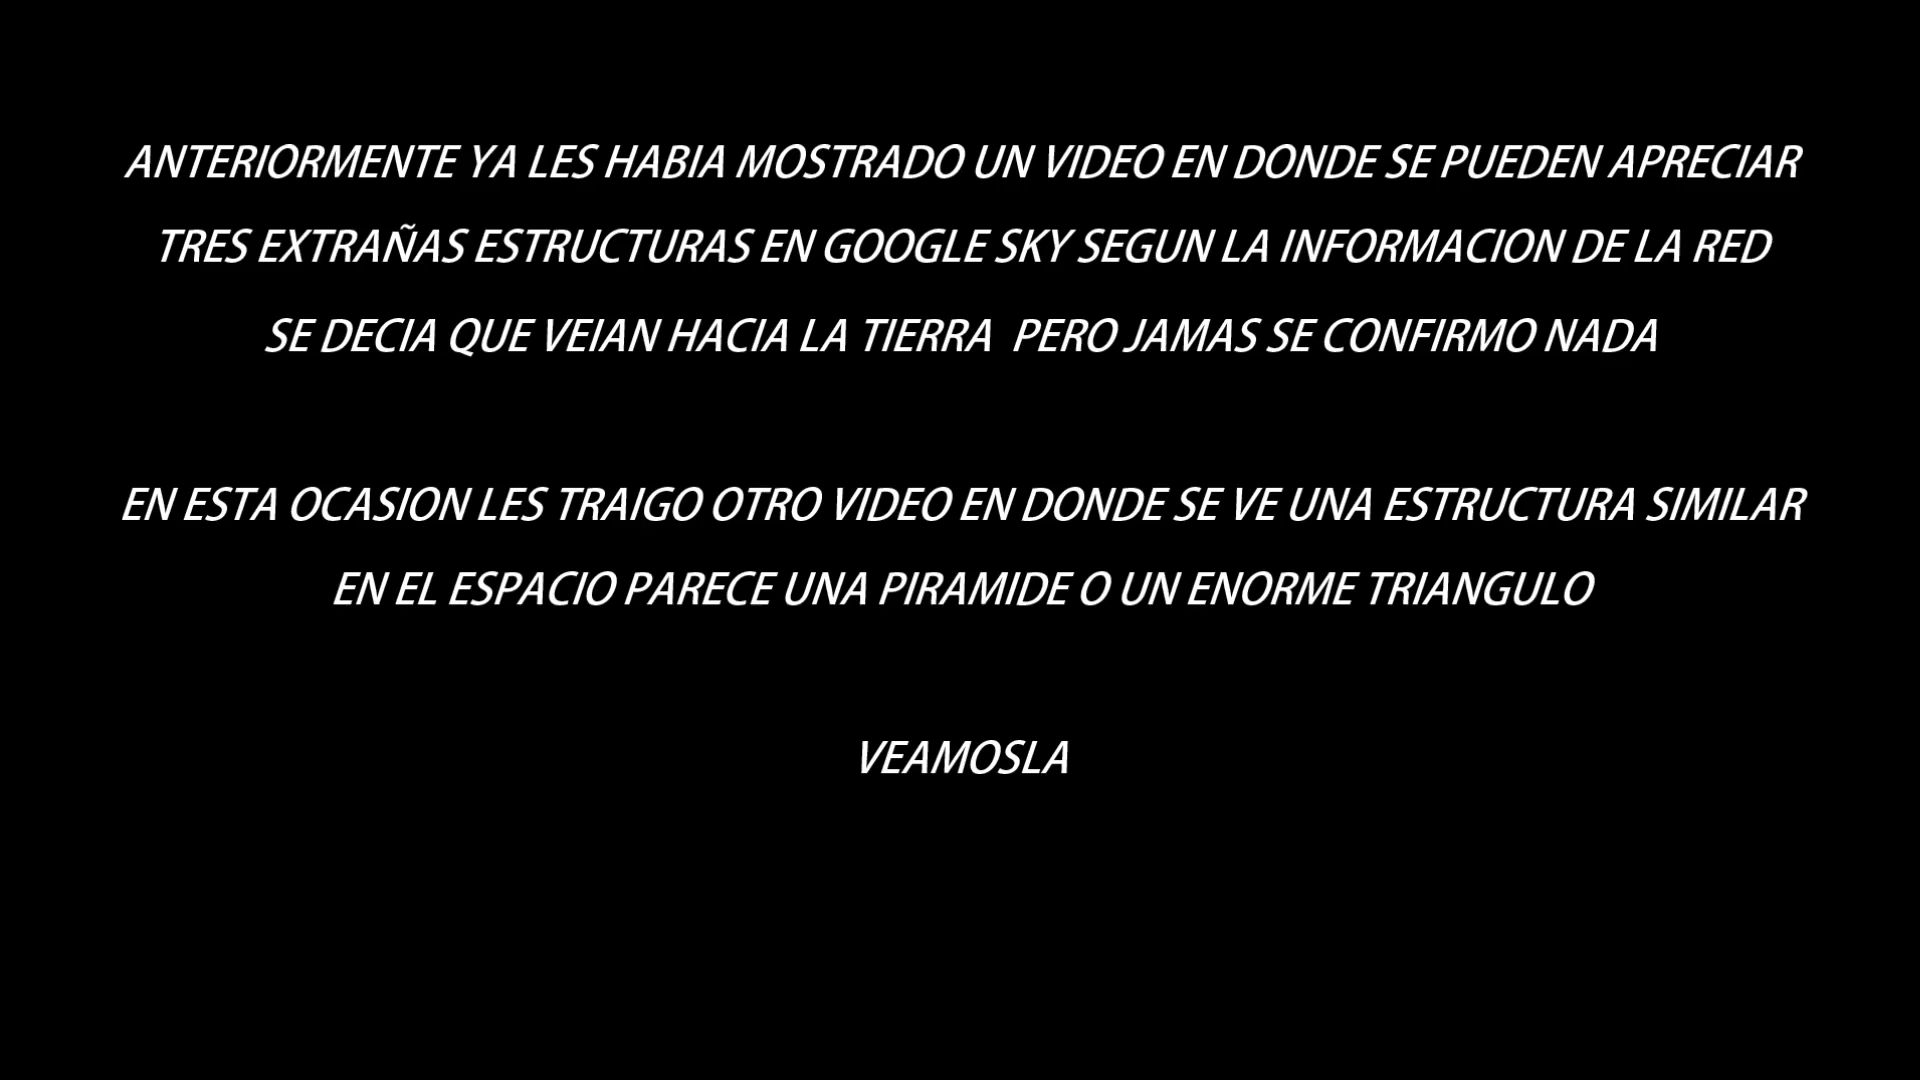 ANTERIORMENTE YA LES HABIA MOSTRADO UN VIDEO EN DONDE SE PUEDEN APRECIAR
TRES EXTRAÑAS ESTRUCTURAS EN GOOGLE SKY SEGUN LA INFORMACION DE LA RED
SE DECIA QUE VEIAN HACIA LA TIERRA  PERO JAMAS SE CONFIRMO NADA
EN ESTA OCASION LES TRAIGO OTRO VIDEO EN DONDE SE VE UNA ESTRUCTURA SIMILAR
EN EL ESPACIO PARECE UNA PIRAMIDE O UN ENORME TRIANGULO
VEAMOSLA